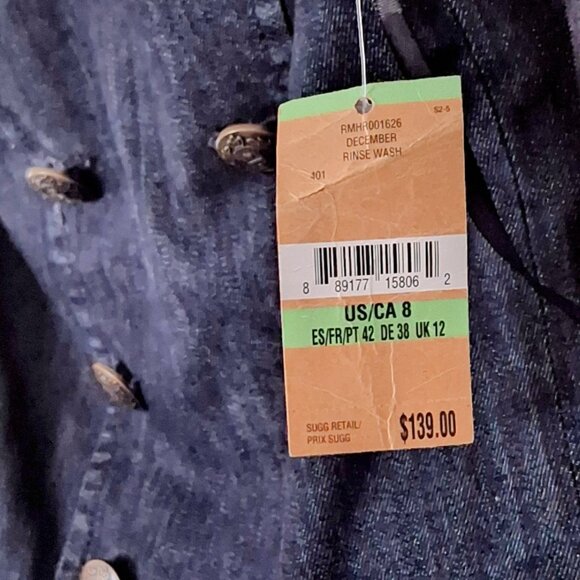 S2-5
RMHR001626
DECEMBER
RINSE WASH
401
8 89177 15806 2
US/CA 8
ES/FR/PT 42 DE 38 UK 12
SUGG RETAIL/
PRIX SUGG
$139.00